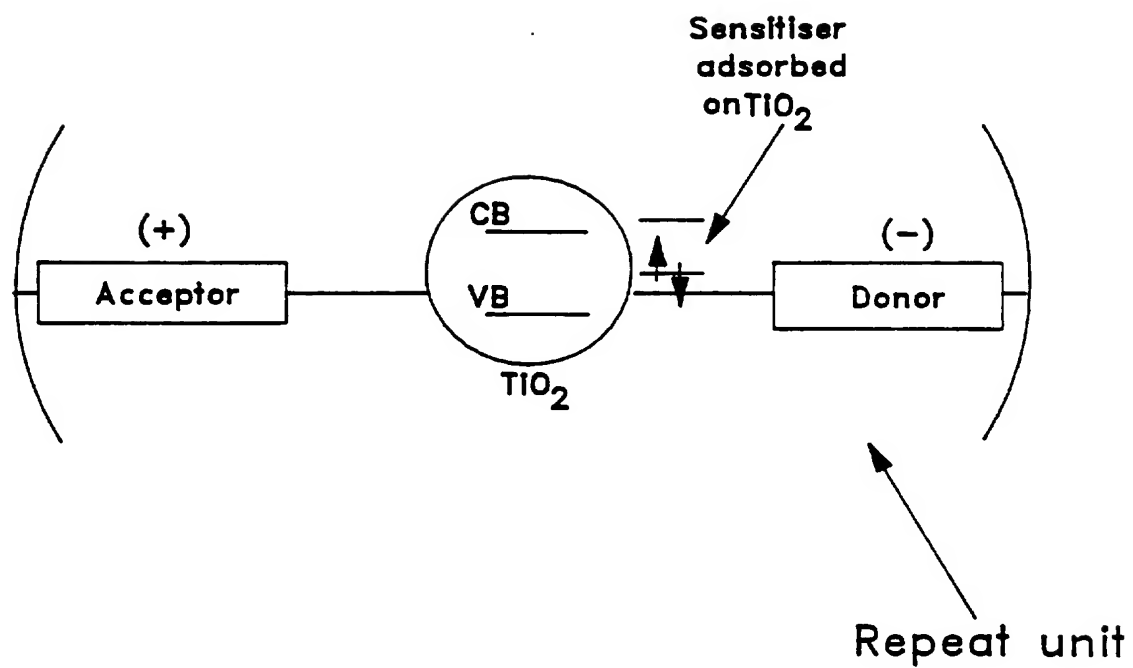 Sensitiser
adsorbed
onTiO₂
CB
(+)
(-)
Acceptor
VB
Donor
TiO₂
Repeat unit